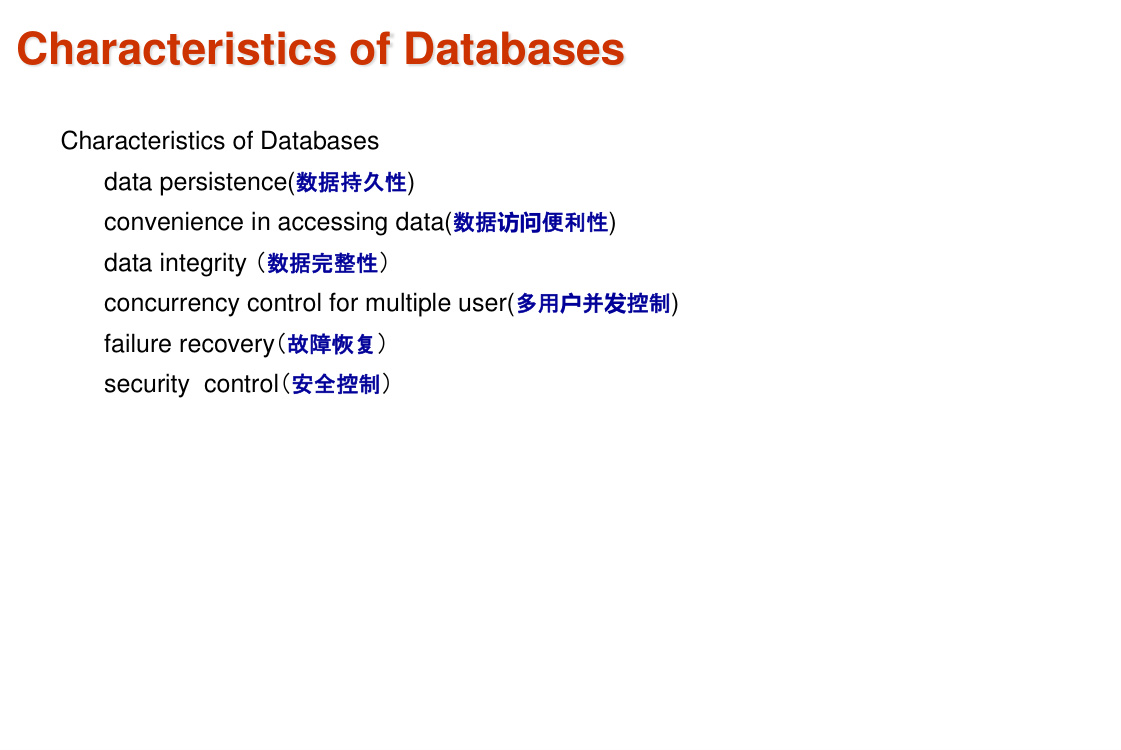 Characteristics of Databases
Characteristics of Databases
data persistence(数据持久性)
convenience in accessing data(数据访问便利性)
data integrity（数据完整性）
concurrency control for multiple user(多用户并发控制)
failure recovery（故障恢复）
security  control（安全控制）